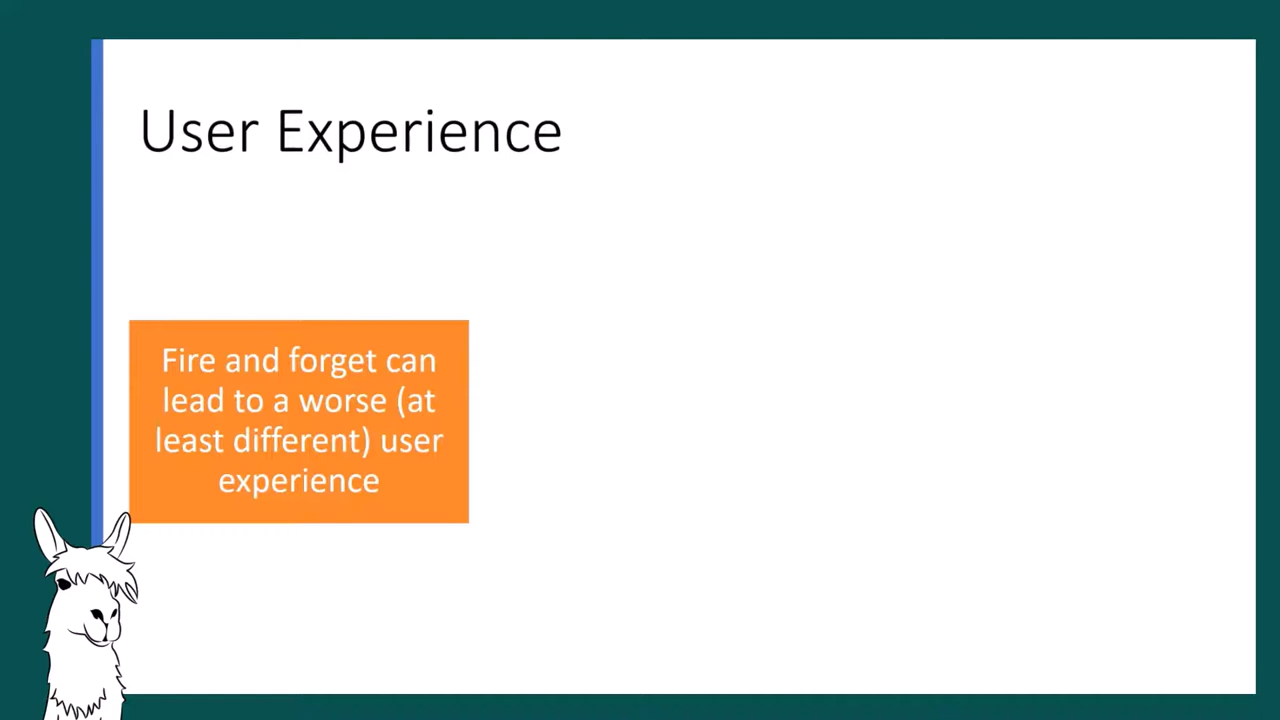 User Experience
Fire and forget can
lead to a worse (at
least different) user
experience